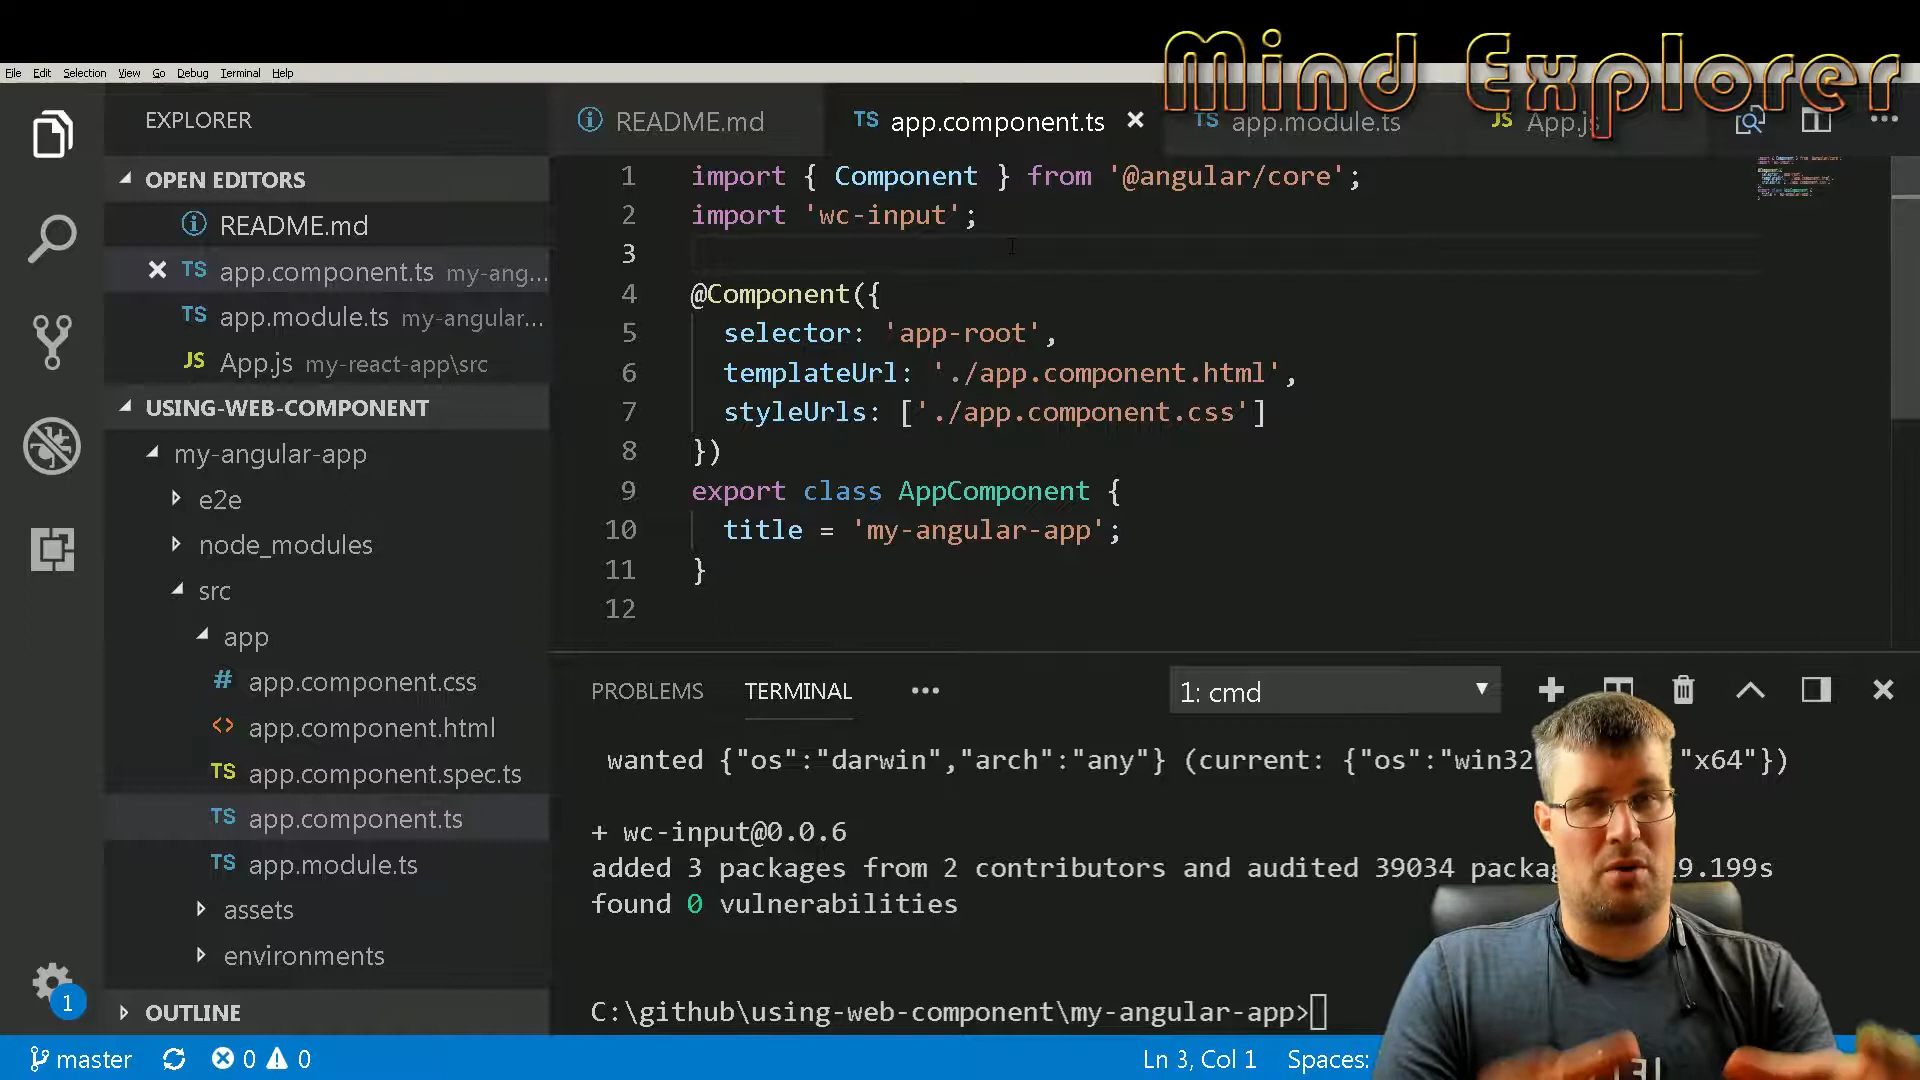 Mind Explorer
File Edit Selection View Go Debug Terminal Help
EXPLORER
OPEN EDITORS
README.md
TS app.component.ts my-ang...
TS app.module.ts my-angular...
JS App.js my-react-app\src
USING-WEB-COMPONENT
my-angular-app
e2e
node_modules
src
app
# app.component.css
<> app.component.html
TS app.component.spec.ts
TS app.component.ts
TS app.module.ts
assets
environments
OUTLINE
1
README.md TS app.component.ts TS app.module.ts JS App.js
1 import { Component } from '@angular/core';
2 import 'wc-input';
3
4 @Component({
5 selector: 'app-root',
6 templateUrl: './app.component.html',
7 styleUrls: ['./app.component.css']
8 })
9 export class AppComponent {
10 title = 'my-angular-app';
11 }
12
PROBLEMS TERMINAL ••• 1: cmd
wanted {"os":"darwin","arch":"any"} (current: {"os":"win32 "x64"})
+ wc-input@0.0.6
added 3 packages from 2 contributors and audited 39034 packag 9.199s
found 0 vulnerabilities
C:\github\using-web-component\my-angular-app>
master 0 0 Ln 3, Col 1 Spaces: